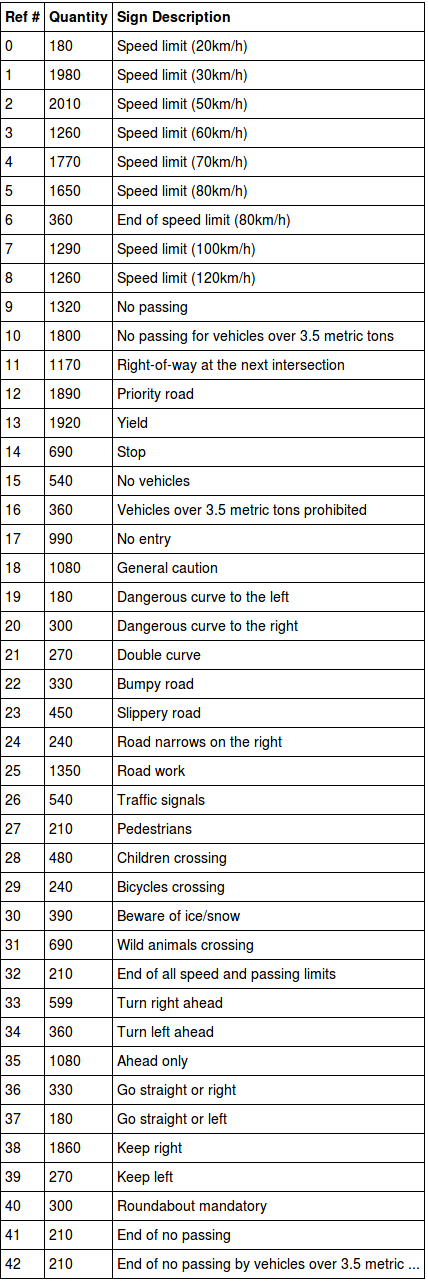 Ref # Quantity Sign Description
0 180 Speed limit (20km/h)
1 1980 Speed limit (30km/h)
2 2010 Speed limit (50km/h)
3 1260 Speed limit (60km/h)
4 1770 Speed limit (70km/h)
5 1650 Speed limit (80km/h)
6 360 End of speed limit (80km/h)
7 1290 Speed limit (100km/h)
8 1260 Speed limit (120km/h)
9 1320 No passing
10 1800 No passing for vehicles over 3.5 metric tons
11 1170 Right-of-way at the next intersection
12 1890 Priority road
13 1920 Yield
14 690 Stop
15 540 No vehicles
16 360 Vehicles over 3.5 metric tons prohibited
17 990 No entry
18 1080 General caution
19 180 Dangerous curve to the left
20 300 Dangerous curve to the right
21 270 Double curve
22 330 Bumpy road
23 450 Slippery road
24 240 Road narrows on the right
25 1350 Road work
26 540 Traffic signals
27 210 Pedestrians
28 480 Children crossing
29 240 Bicycles crossing
30 390 Beware of ice/snow
31 690 Wild animals crossing
32 210 End of all speed and passing limits
33 599 Turn right ahead
34 360 Turn left ahead
35 1080 Ahead only
36 330 Go straight or right
37 180 Go straight or left
38 1860 Keep right
39 270 Keep left
40 300 Roundabout mandatory
41 210 End of no passing
42 210 End of no passing by vehicles over 3.5 metric ...